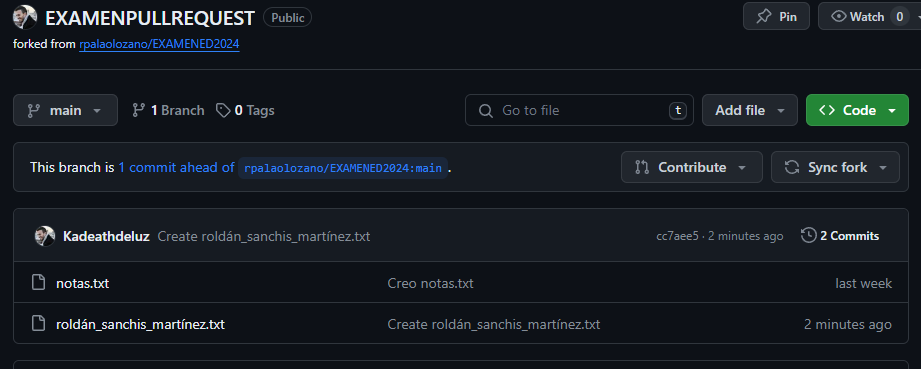 EXAMENPULLREQUEST Public Pin Watch 0
forked from rpalaolozano/EXAMENED2024
main 1 Branch 0 Tags Go to file t Add file Code
This branch is 1 commit ahead of rpalaolozano/EXAMENED2024:main. Contribute Sync fork
Kadeathdeluz Create roldán_sanchis_martínez.txt cc7aee5 · 2 minutes ago 2 Commits
notas.txt Creo notas.txt last week
roldán_sanchis_martínez.txt Create roldán_sanchis_martínez.txt 2 minutes ago